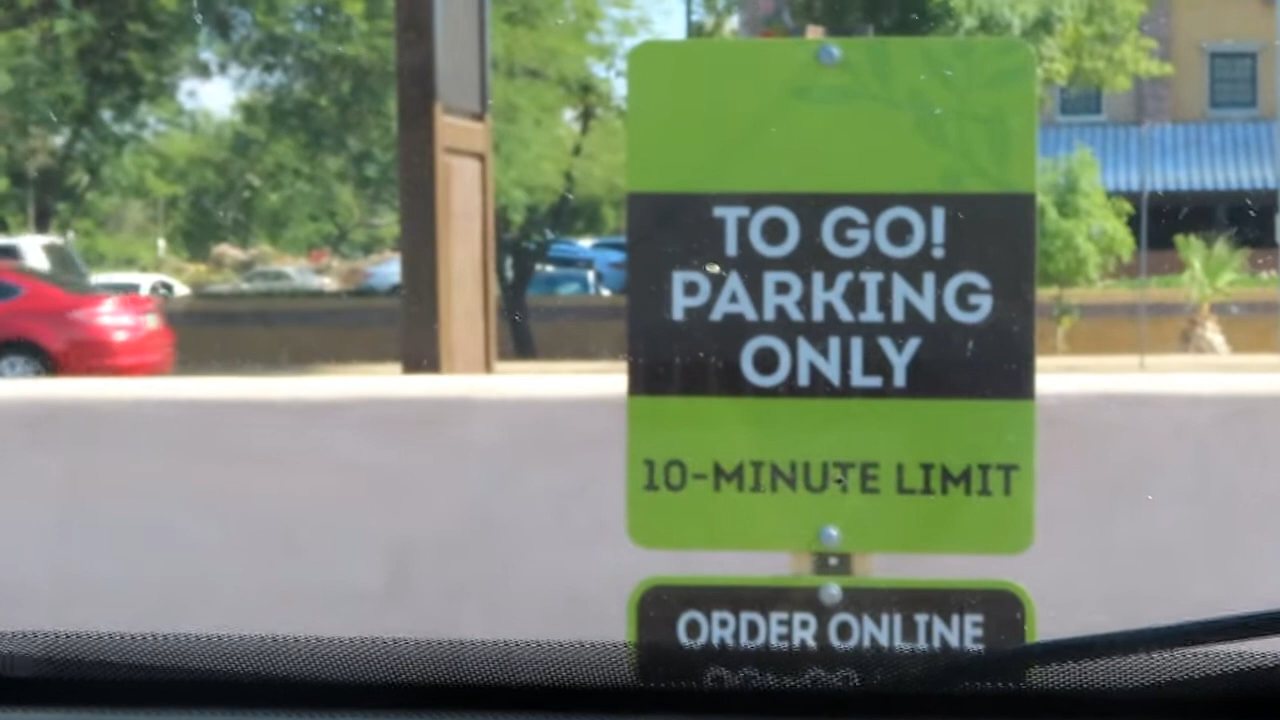 TO GO!
PARKING
ONLY
10-MINUTE LIMIT
ORDER ONLINE